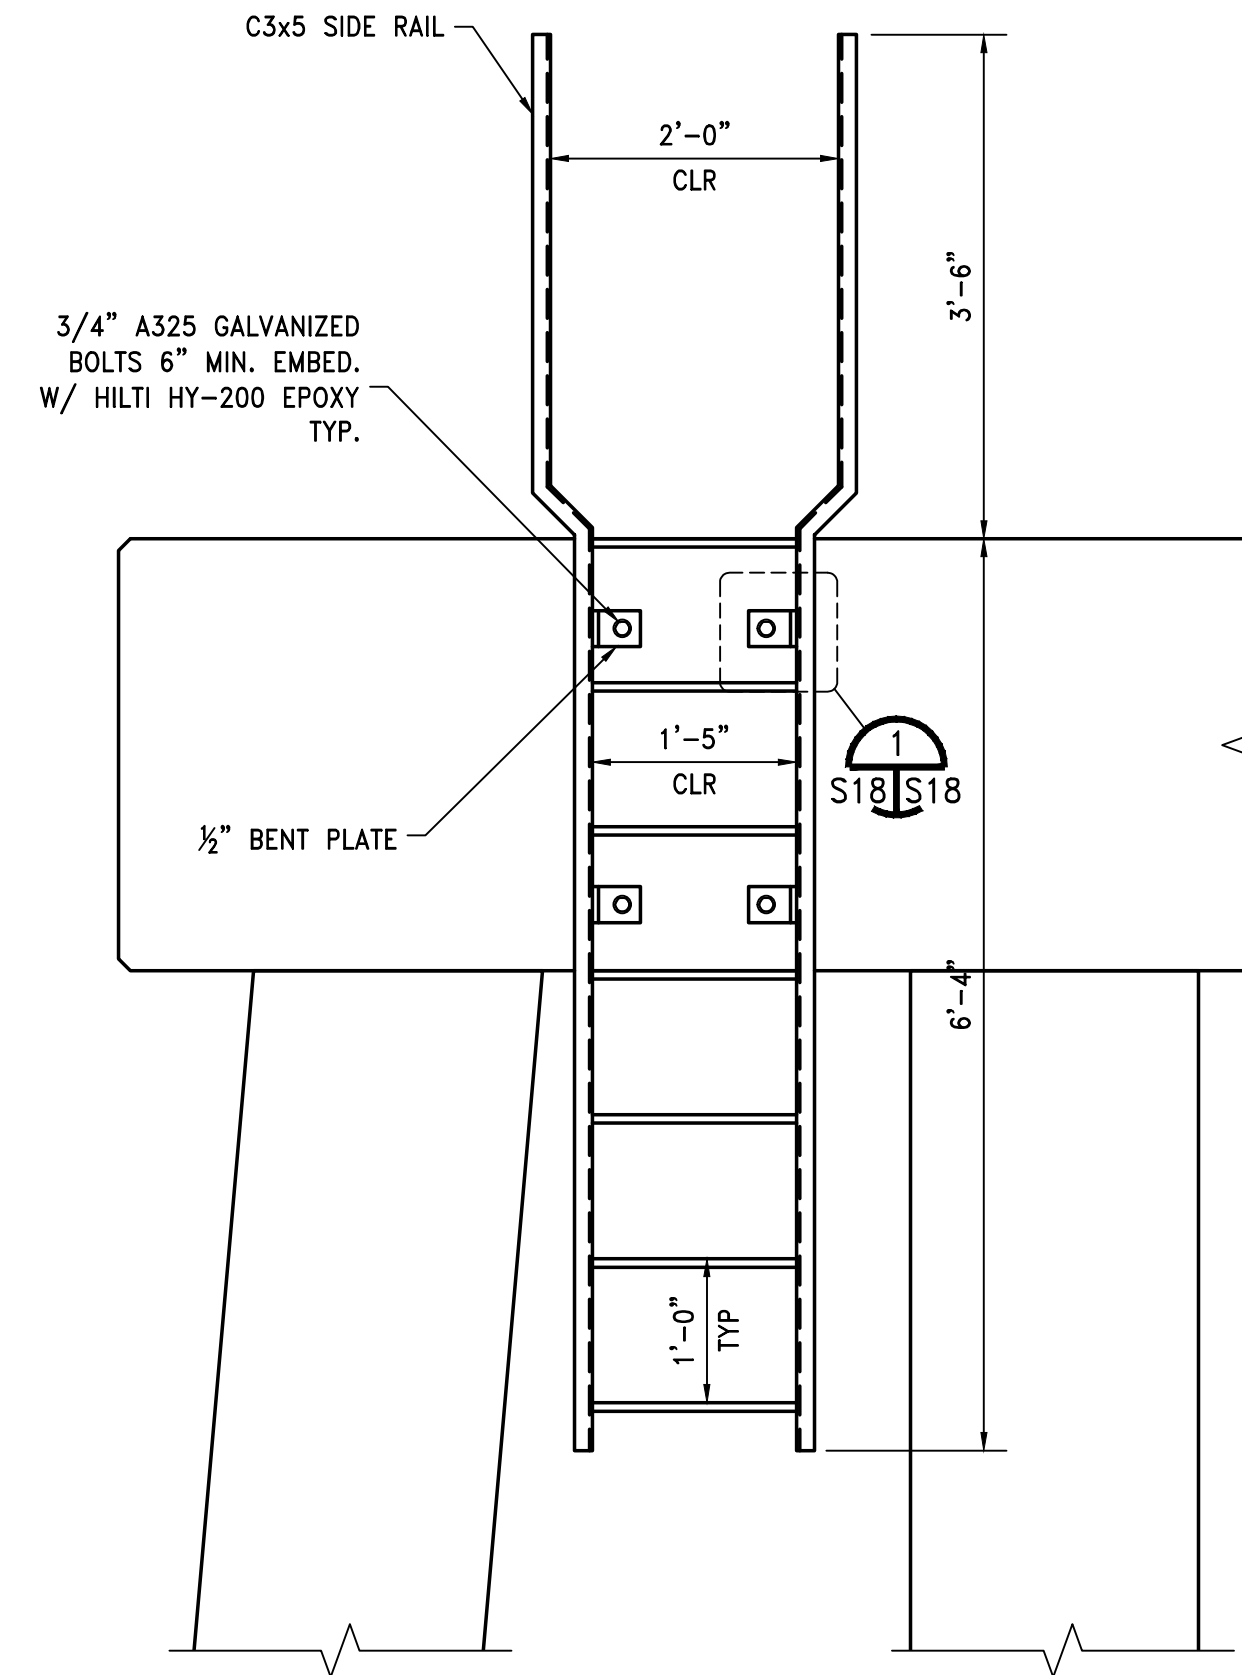 C3x5 SIDE RAIL
2'-0"
CLR
3'-6"
3/4" A325 GALVANIZED
BOLTS 6" MIN. EMBED.
W/ HILTI HY-200 EPOXY
TYP.
1'-5"
CLR
1
S18 S18
½" BENT PLATE
6'-4"
1'-0"
TYP